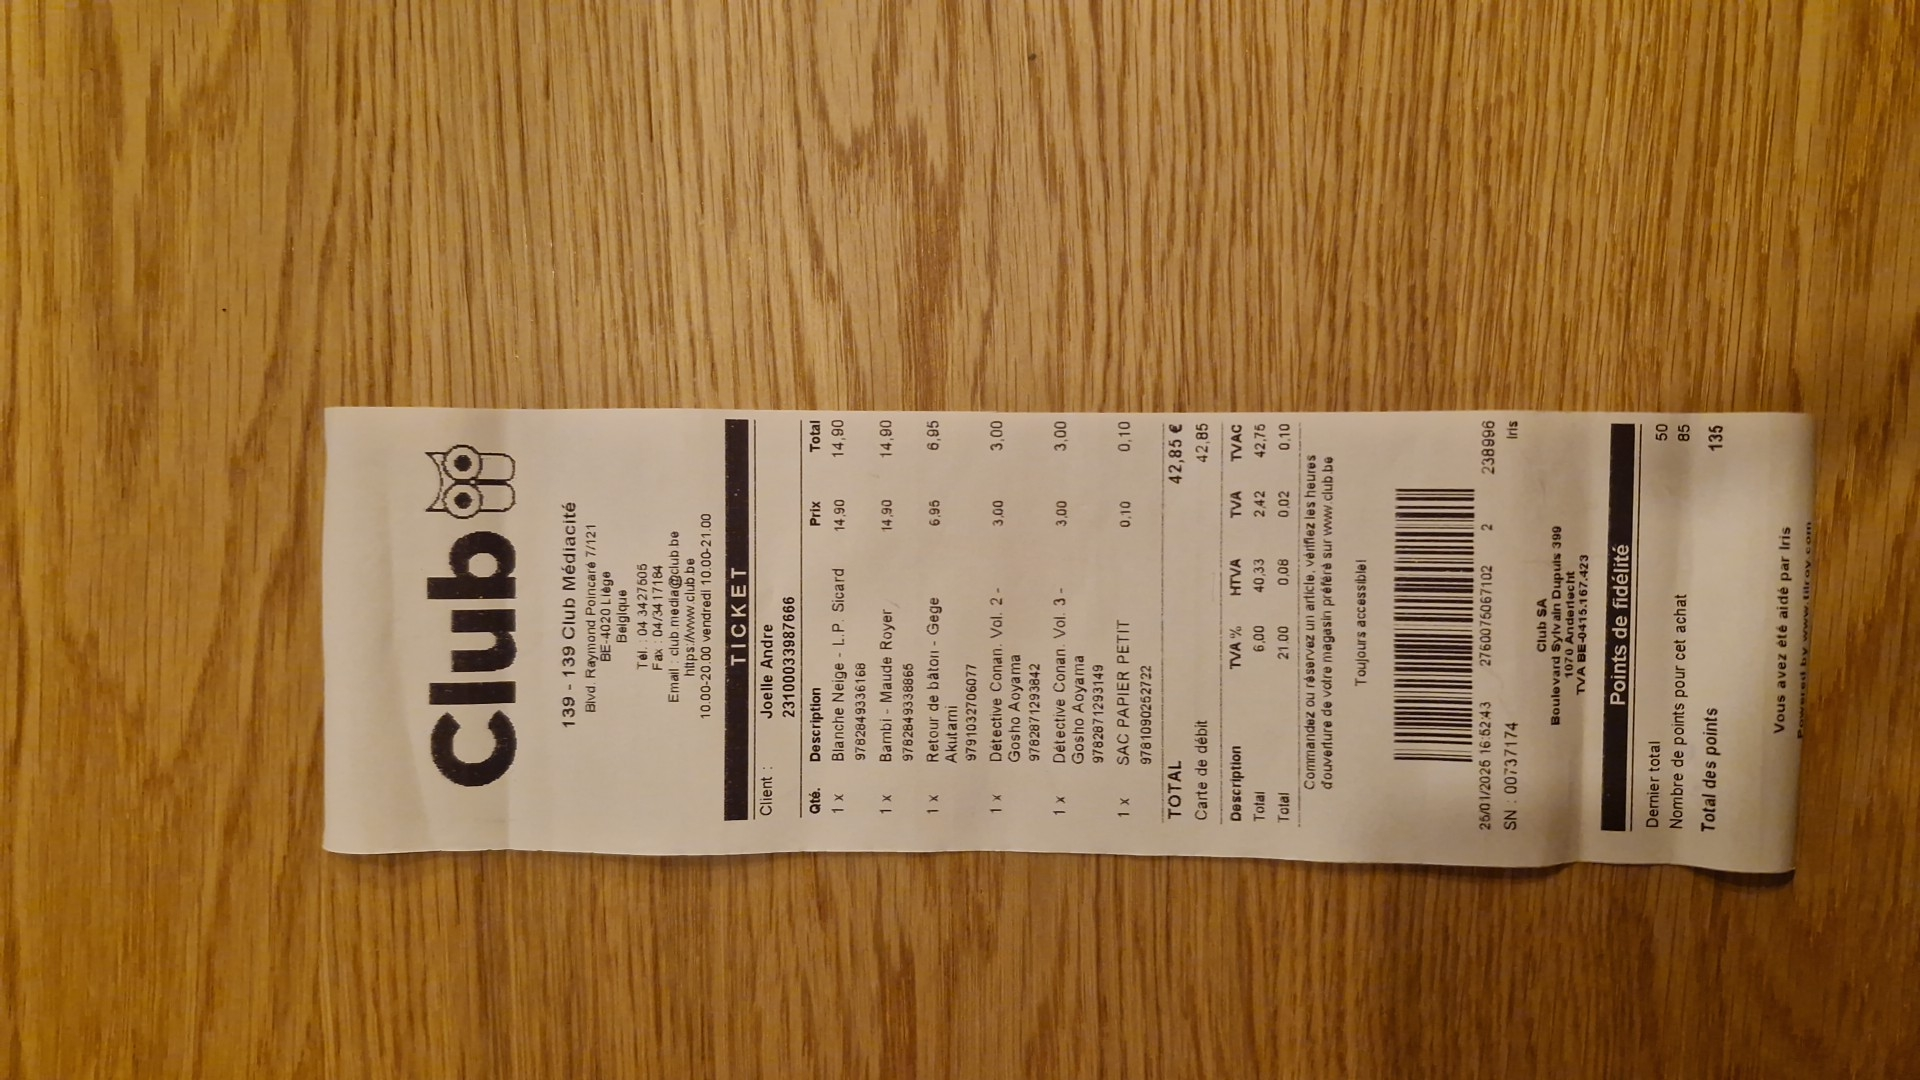 Club
139 - 139 Club Médiacité
Blvd. Raymond Poincaré 7/121
BE-4020 Liège
Belgique
Tél. : 04 3427505
Fax : 04/3417184
Email : club.media@club.be
https://www.club.be
10.00-20.00 vendredi 10.00-21.00
TICKET
Client : Joelle Andre
2310003398​7666
Qté. Description Prix Total
1 x Blanche Neige - L.P. Sicard 14,90 14,90
9782849336168
1 x Bambi - Maude Royer 14,90 14,90
9782849338865
1 x Retour de bâton - Gege 6,95 6,95
Akutami
9791032706077
1 x Détective Conan. Vol. 2 - 3,00 3,00
Gosho Aoyama
9782871293842
1 x Détective Conan. Vol. 3 - 3,00 3,00
Gosho Aoyama
9782871293149
1 x SAC PAPIER PETIT 0,10 0,10
9781090252722
TOTAL 42,85 €
Carte de débit 42,85
Description TVA % HTVA TVA TVAC
Total 6,00 40,33 2,42 42,75
Total 21,00 0,08 0,02 0,10
Commandez ou réservez un article, vérifiez les heures
d'ouverture de votre magasin préféré sur www.club.be
Toujours accessible!
25/01/2025 16:52:43 2760075067102 2 238996
SN : 00737174 Iris
Club SA
Boulevard Sylvain Dupuis 399
1070 Anderlecht
TVA BE-0415.167.423
Points de fidélité
Dernier total 50
Nombre de points pour cet achat 85
Total des points 135
Vous avez été aidé par Iris
Powered by www.tilroy.com